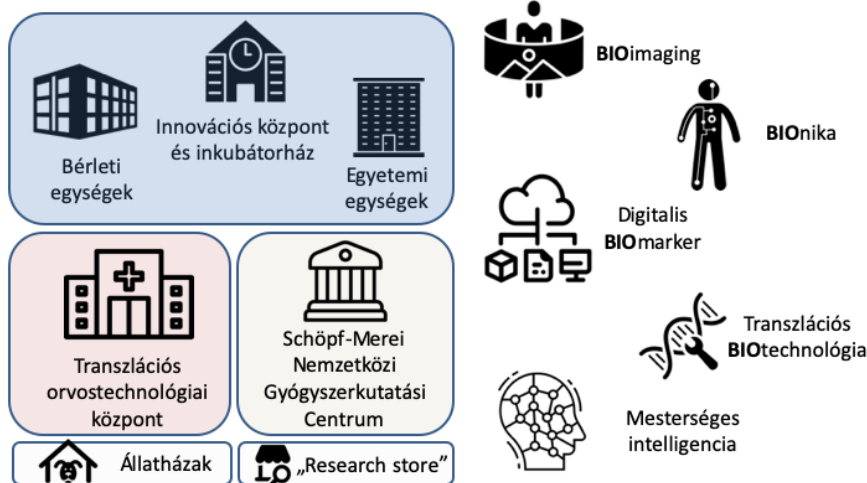 Bérleti
egységek
Innovációs központ
és inkubátorház
Egyetemi
egységek
Transzlációs
orvostechnológiai
központ
Schöpf-Merei
Nemzetközi
Gyógyszerkutatási
Centrum
Állatházak
„Research store”
BIOimaging
BIOnika
Digitalis
BIOmarker
Transzlációs
BIOtechnológia
Mesterséges
intelligencia